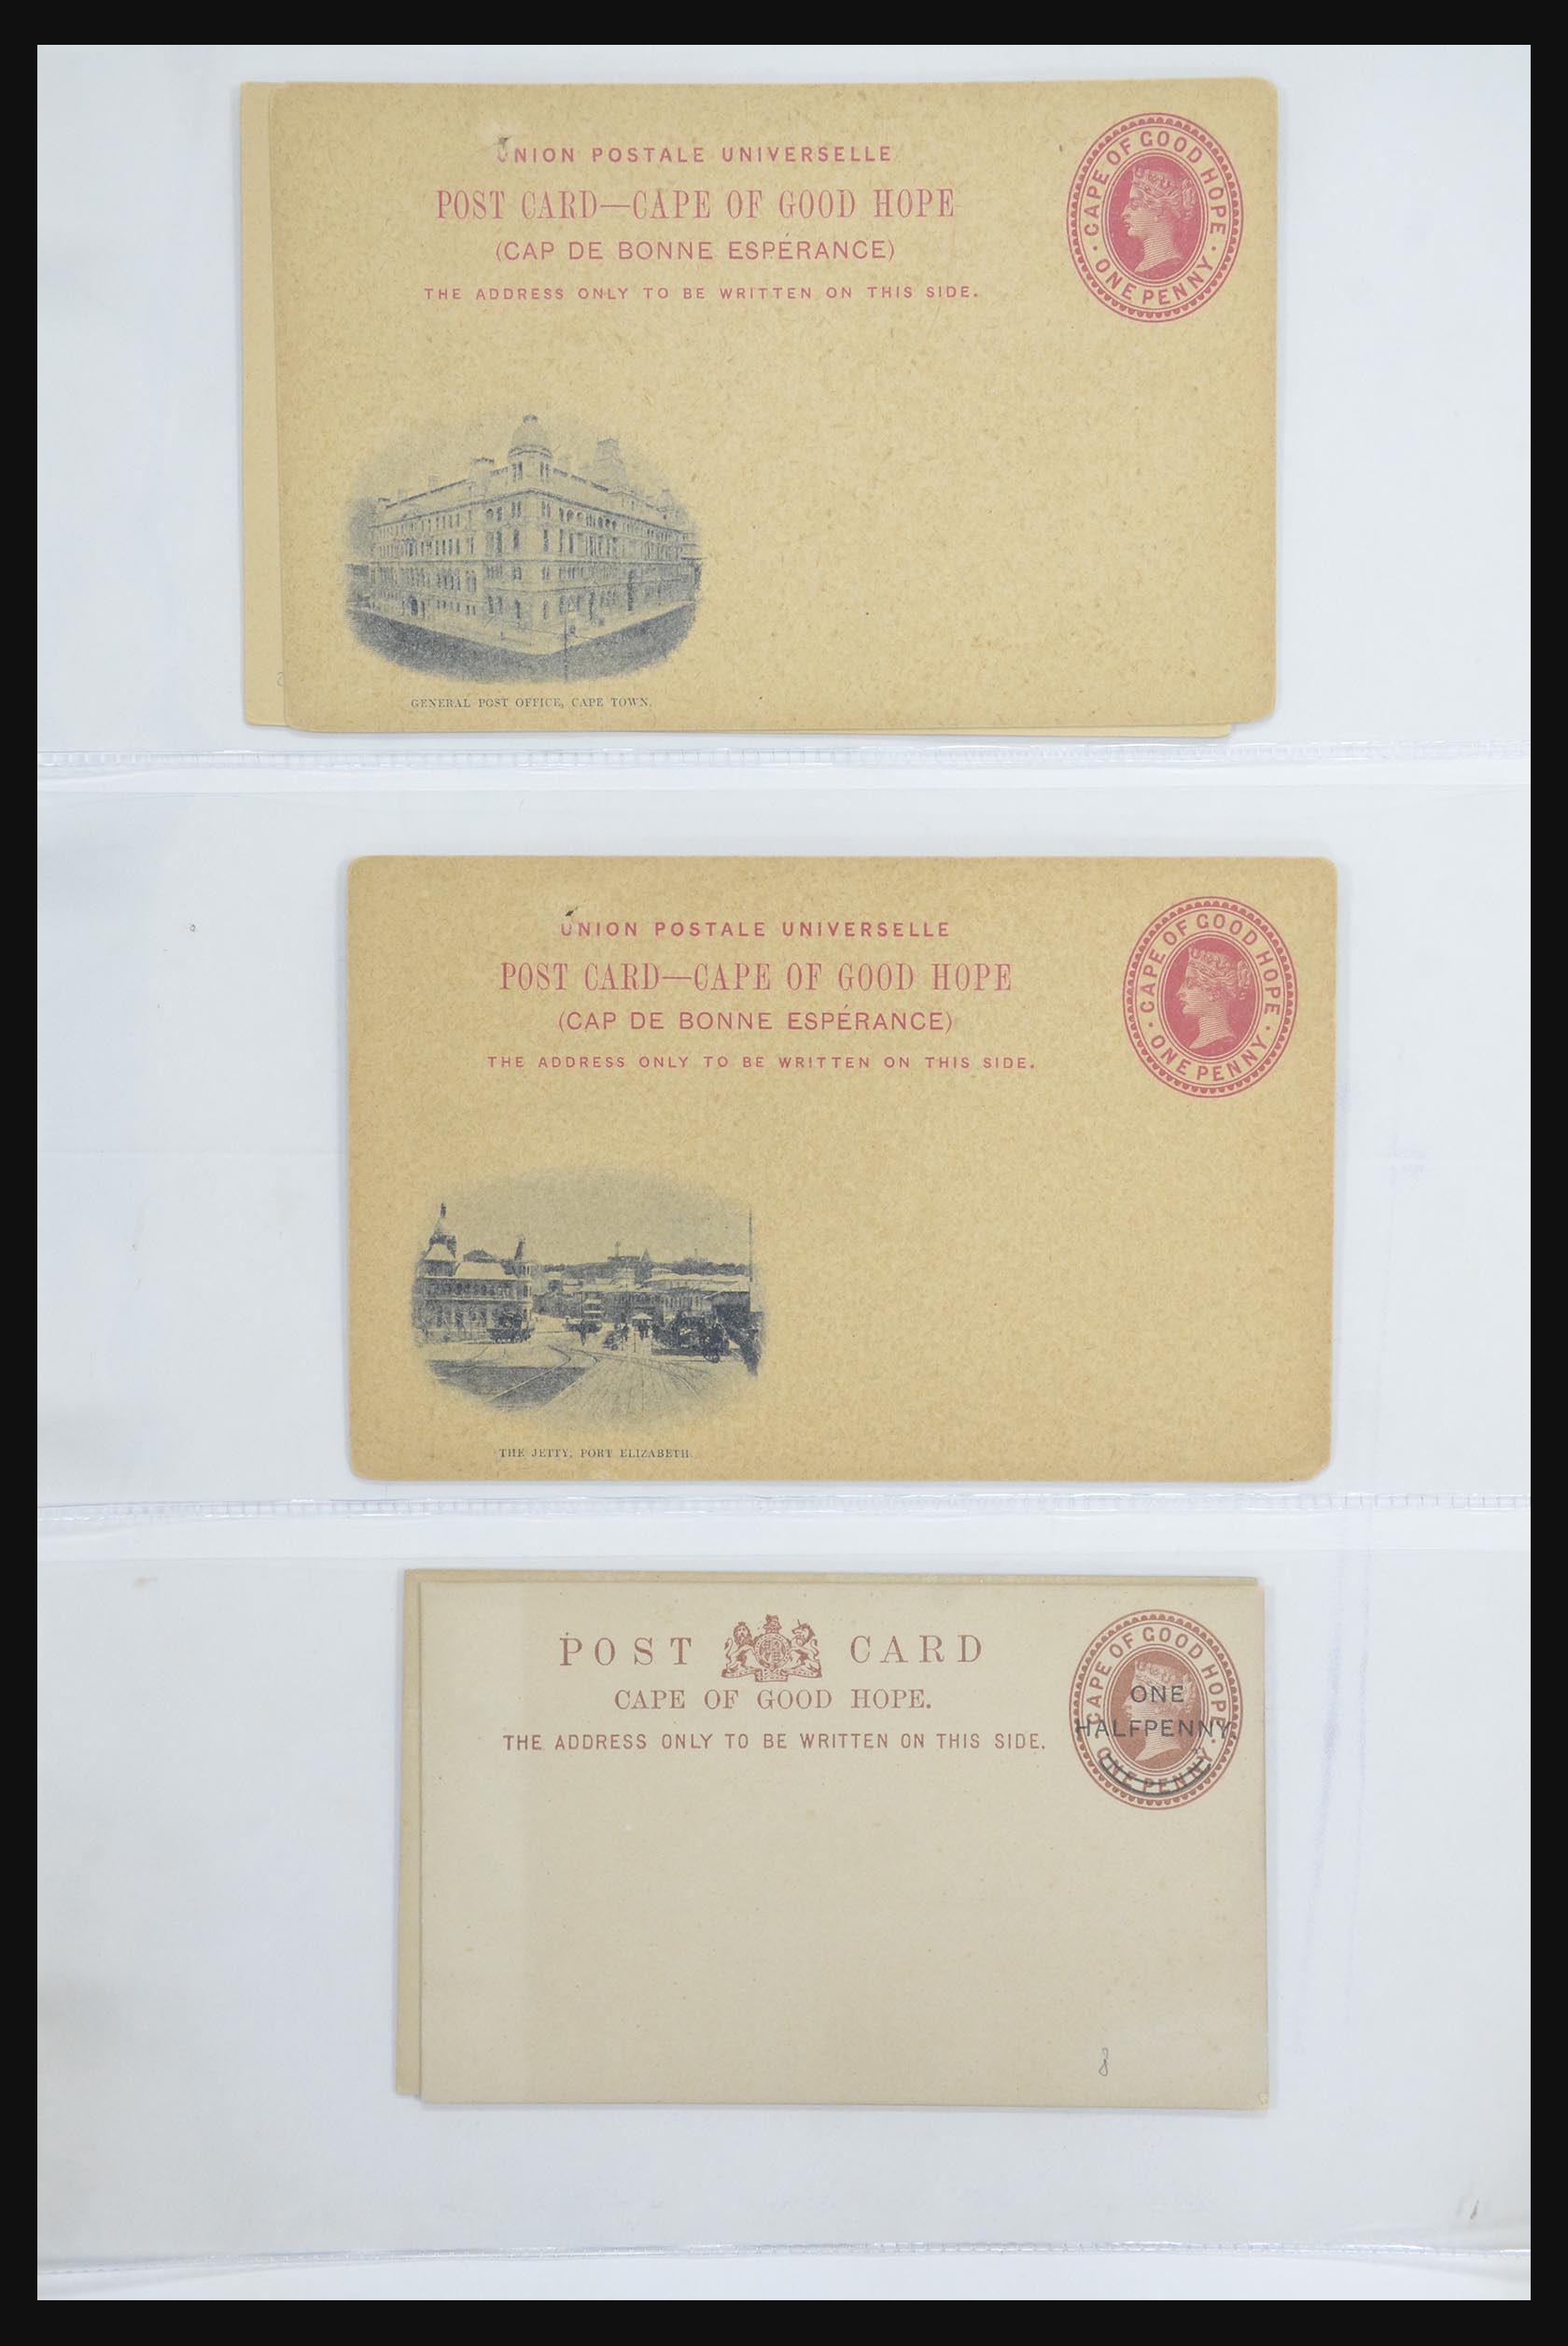 UNION POSTALE UNIVERSELLE
POST CARD—CAPE OF GOOD HOPE
(CAP DE BONNE ESPÉRANCE)
THE ADDRESS ONLY TO BE WRITTEN ON THIS SIDE.
CAPE OF GOOD HOPE
· ONE PENNY ·
GENERAL POST OFFICE, CAPE TOWN.
UNION POSTALE UNIVERSELLE
POST CARD—CAPE OF GOOD HOPE
(CAP DE BONNE ESPÉRANCE)
THE ADDRESS ONLY TO BE WRITTEN ON THIS SIDE.
CAPE OF GOOD HOPE
· ONE PENNY ·
THE JETTY, PORT ELIZABETH.
POST CARD
CAPE OF GOOD HOPE.
THE ADDRESS ONLY TO BE WRITTEN ON THIS SIDE.
CAPE OF GOOD HOPE
ONE
HALFPENNY
ONE PENNY
8